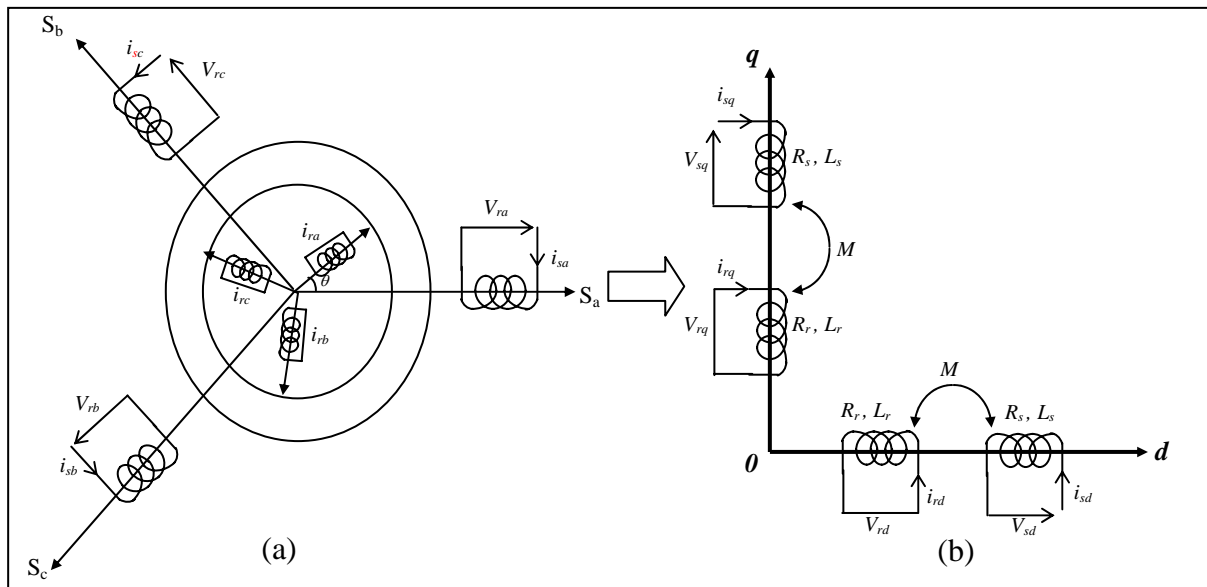 S_b
i_sc
V_rc
V_ra
i_sa
i_ra
θ
i_rc
S_a
i_rb
V_rb
i_sb
S_c
(a)
q
i_sq
V_sq
R_s, L_s
M
i_rq
V_rq
R_r, L_r
M
R_r, L_r
R_s, L_s
0
d
i_rd
i_sd
V_rd
V_sd
(b)